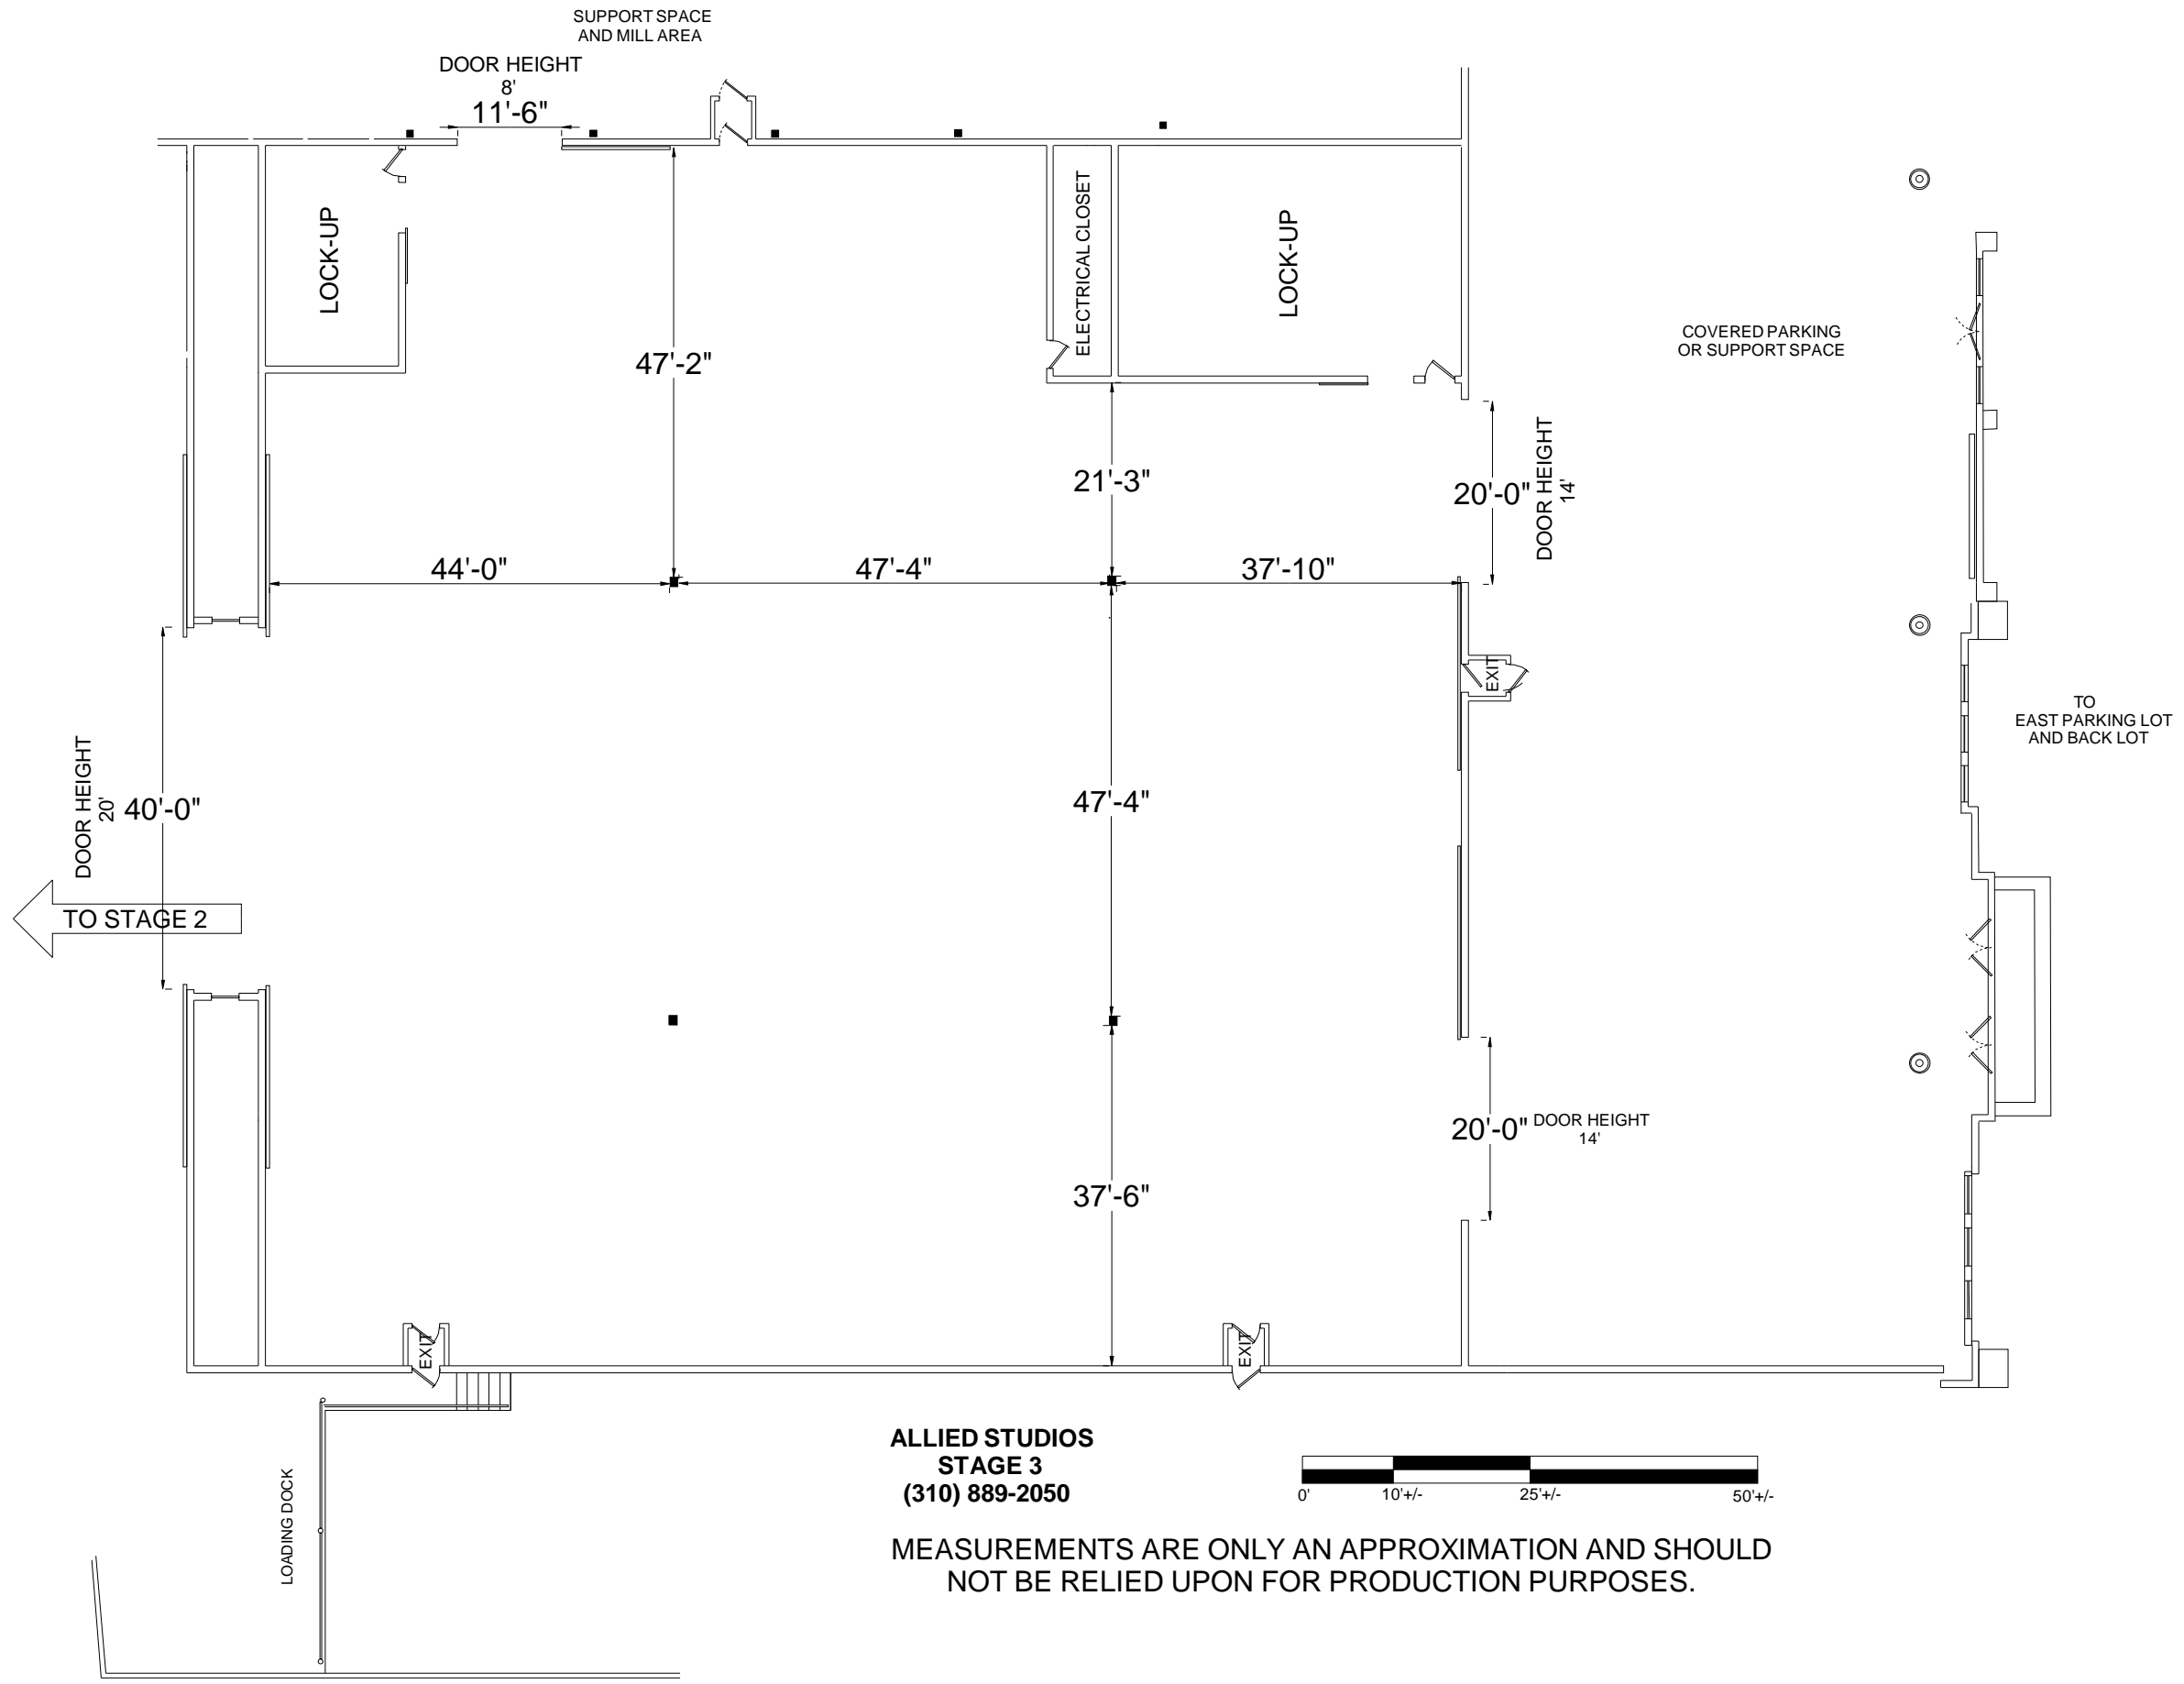 SUPPORT SPACE
AND MILL AREA
DOOR HEIGHT
8'
11'-6"
LOCK-UP
ELECTRICAL CLOSET
LOCK-UP
COVERED PARKING
OR SUPPORT SPACE
47'-2"
21'-3"
20'-0"
DOOR HEIGHT
14'
44'-0"
47'-4"
37'-10"
EXIT
TO
EAST PARKING LOT
AND BACK LOT
DOOR HEIGHT
20'
40'-0"
47'-4"
TO STAGE 2
20'-0"
DOOR HEIGHT
14'
37'-6"
EXIT
EXIT
LOADING DOCK
ALLIED STUDIOS
STAGE 3
(310) 889-2050
0' 10'+/- 25'+/- 50'+/-
MEASUREMENTS ARE ONLY AN APPROXIMATION AND SHOULD
NOT BE RELIED UPON FOR PRODUCTION PURPOSES.